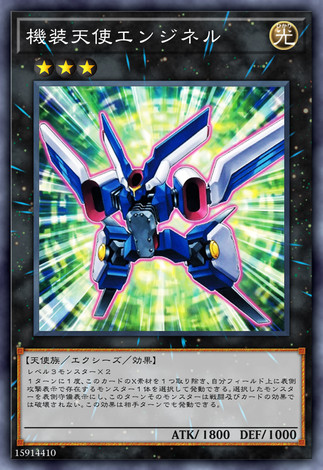 機装天使エンジネル
光
【天使族／エクシーズ／効果】
レベル３モンスター×２
１ターンに１度、このカードのX素材を１つ取り除き、自分フィールド上に表側
攻撃表示で存在するモンスター１体を選択して発動できる。選択したモンスター
を表側守備表示にし、このターンそのモンスターは戦闘及びカードの効果で
は破壊されない。この効果は相手ターンでも発動できる。
ATK/1800 DEF/1000
15914410